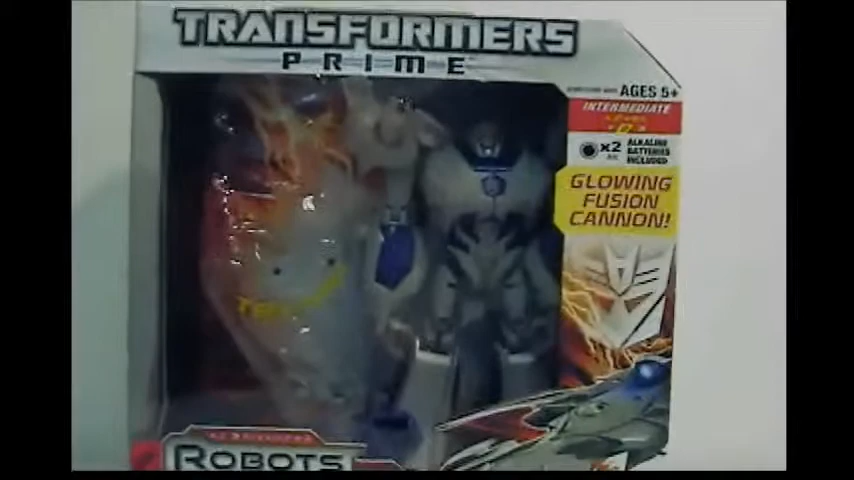 TRANSFORMERS
PRIME
AGES 5+
INTERMEDIATE
x2
ALKALINE
BATTERIES
INCLUDED
GLOWING
FUSION
CANNON!
ROBOTS